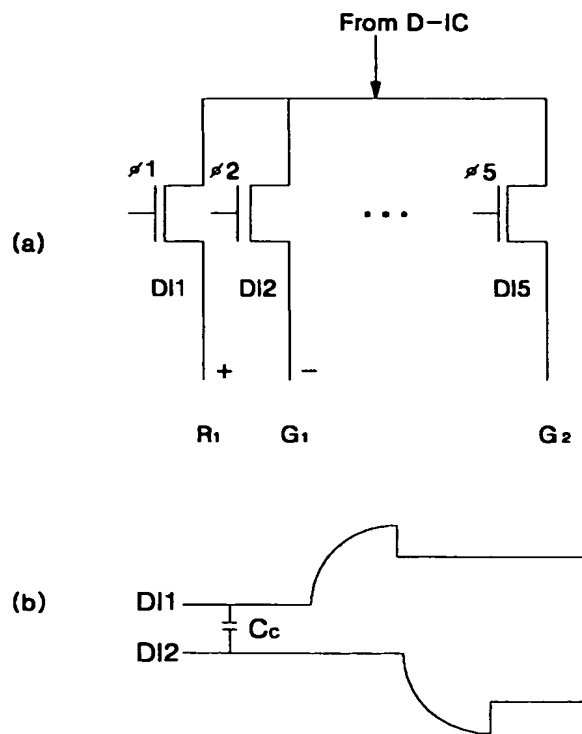 From D-IC
ø1 ø2 ø5
(a)
DI1 DI2 DI5
+ −
R1 G1 G2
(b)
DI1
Cc
DI2